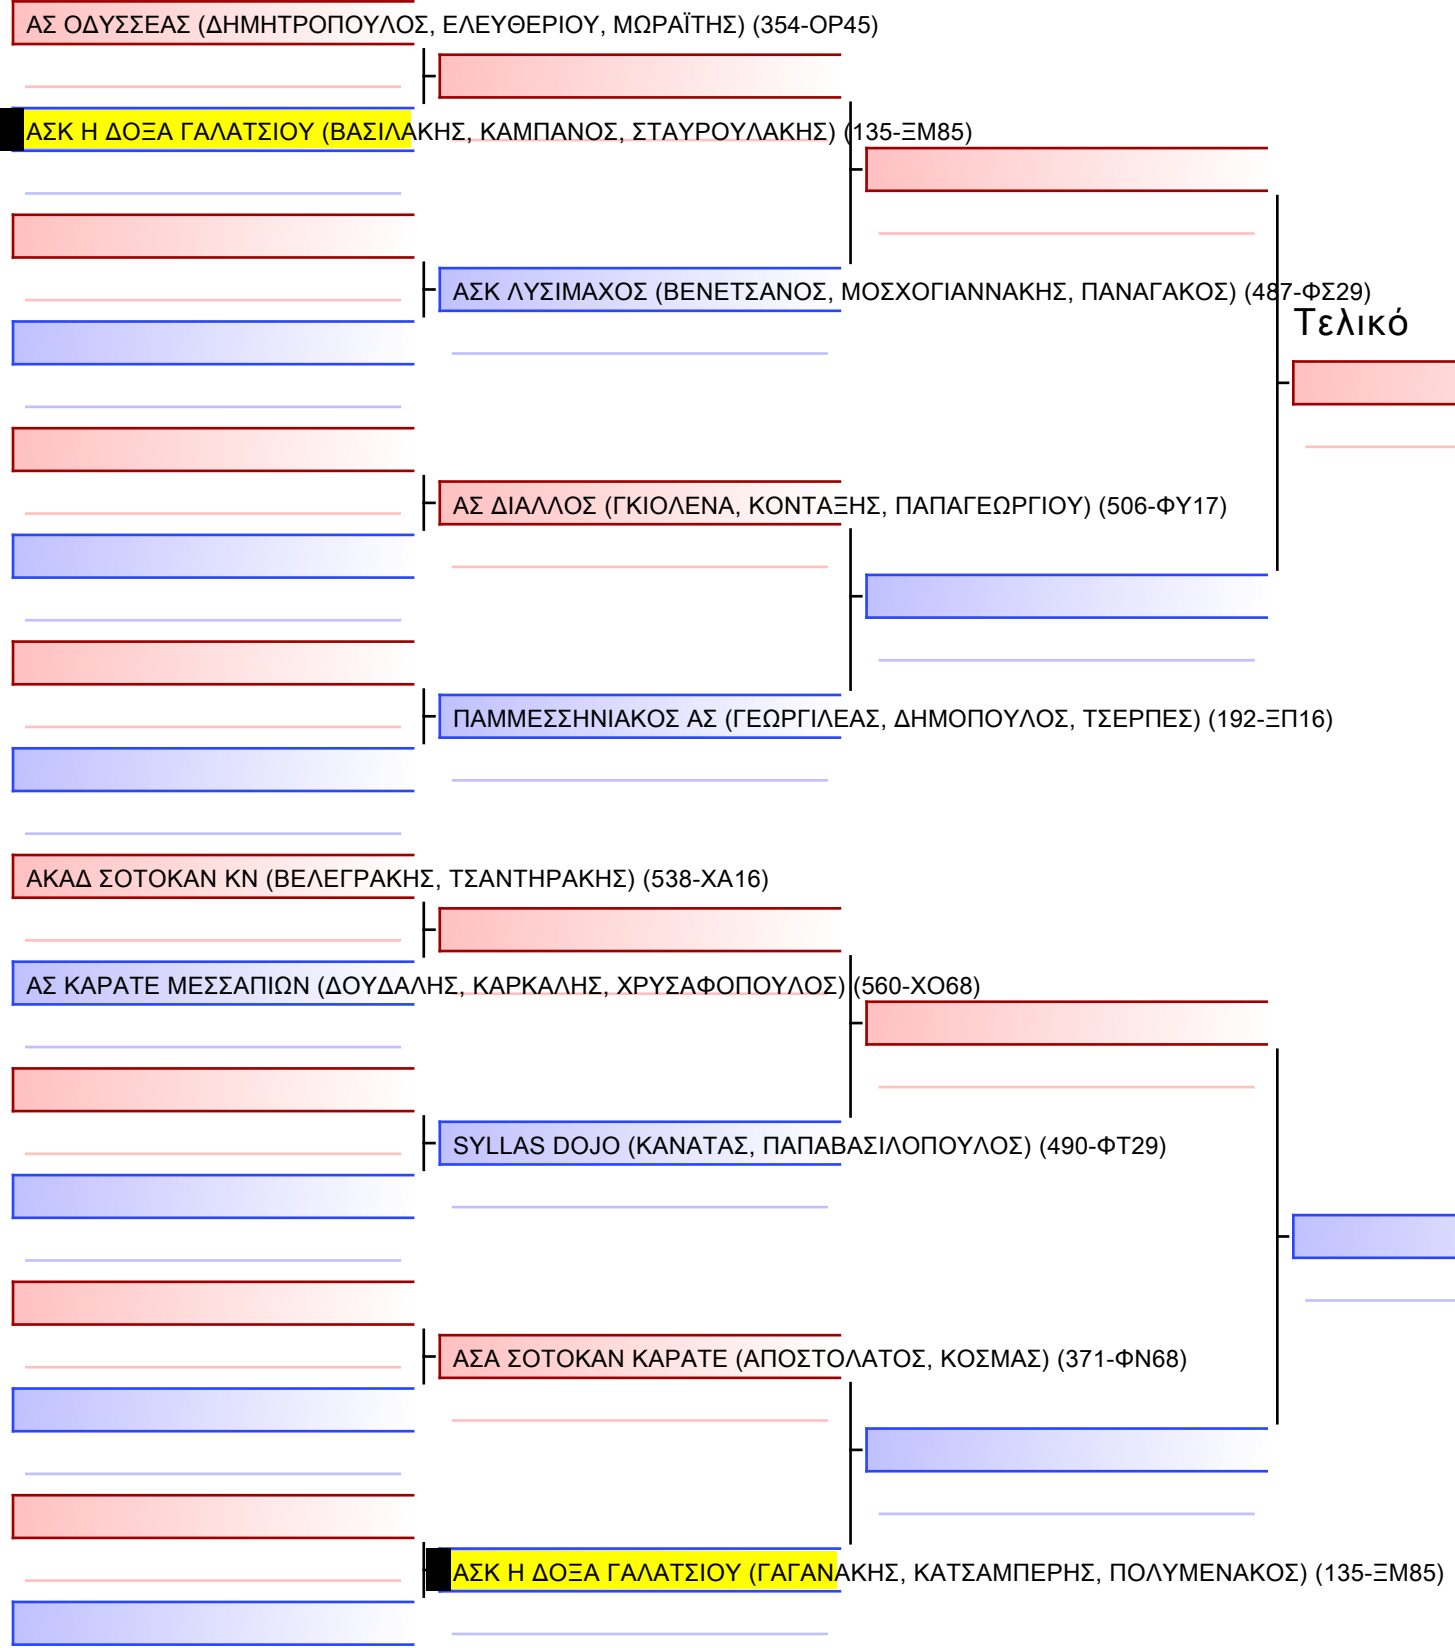 ΑΣ ΟΔΥΣΣΕΑΣ (ΔΗΜΗΤΡΟΠΟΥΛΟΣ, ΕΛΕΥΘΕΡΙΟΥ, ΜΩΡΑΪΤΗΣ) (354-ΟΡ45)
ΑΣΚ Η ΔΟΞΑ ΓΑΛΑΤΣΙΟΥ (ΒΑΣΙΛΑΚΗΣ, ΚΑΜΠΑΝΟΣ, ΣΤΑΥΡΟΥΛΑΚΗΣ) (135-ΞΜ85)
ΑΣΚ ΛΥΣΙΜΑΧΟΣ (ΒΕΝΕΤΣΑΝΟΣ, ΜΟΣΧΟΓΙΑΝΝΑΚΗΣ, ΠΑΝΑΓΑΚΟΣ) (487-ΦΣ29)
Τελικό
ΑΣ ΔΙΑΛΛΟΣ (ΓΚΙΟΛΕΝΑ, ΚΟΝΤΑΞΗΣ, ΠΑΠΑΓΕΩΡΓΙΟΥ) (506-ΦΥ17)
ΠΑΜΜΕΣΣΗΝΙΑΚΟΣ ΑΣ (ΓΕΩΡΓΙΛΕΑΣ, ΔΗΜΟΠΟΥΛΟΣ, ΤΣΕΡΠΕΣ) (192-ΞΠ16)
ΑΚΑΔ ΣΟΤΟΚΑΝ ΚΝ (ΒΕΛΕΓΡΑΚΗΣ, ΤΣΑΝΤΗΡΑΚΗΣ) (538-ΧΑ16)
ΑΣ ΚΑΡΑΤΕ ΜΕΣΣΑΠΙΩΝ (ΔΟΥΔΑΛΗΣ, ΚΑΡΚΑΛΗΣ, ΧΡΥΣΑΦΟΠΟΥΛΟΣ) (560-ΧΟ68)
SYLLAS DOJO (ΚΑΝΑΤΑΣ, ΠΑΠΑΒΑΣΙΛΟΠΟΥΛΟΣ) (490-ΦΤ29)
ΑΣΑ ΣΟΤΟΚΑΝ ΚΑΡΑΤΕ (ΑΠΟΣΤΟΛΑΤΟΣ, ΚΟΣΜΑΣ) (371-ΦΝ68)
ΑΣΚ Η ΔΟΞΑ ΓΑΛΑΤΣΙΟΥ (ΓΑΓΑΝΑΚΗΣ, ΚΑΤΣΑΜΠΕΡΗΣ, ΠΟΛΥΜΕΝΑΚΟΣ) (135-ΞΜ85)